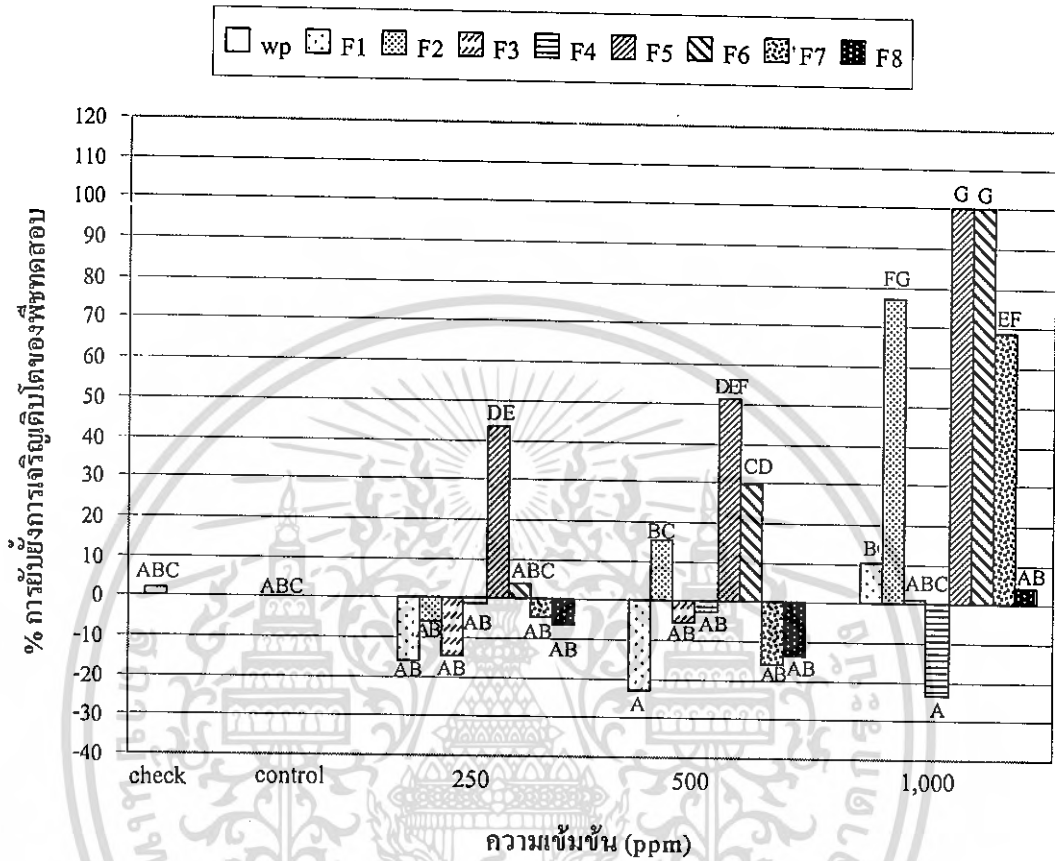 wp F1 F2 F3 F4 F5 F6 F7 F8
% การยับยั้งการเจริญเติบโตของพืชทดสอบ
120
110
100
90
80
70
60
50
40
30
20
10
0
-10
-20
-30
-40
ABC
ABC
AB
AB
AB
AB
DE
ABC
AB
AB
A
BC
AB
AB
DEF
CD
AB
AB
BC
FG
ABC
A
G
G
EF
AB
check control 250 500 1,000
ความเข้มข้น (ppm)